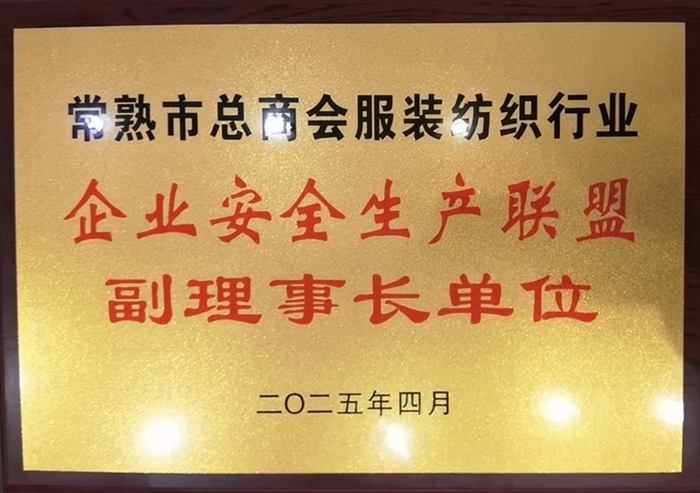 常熟市总商会服装纺织行业
企业安全生产联盟
副理事长单位
二〇二五年四月